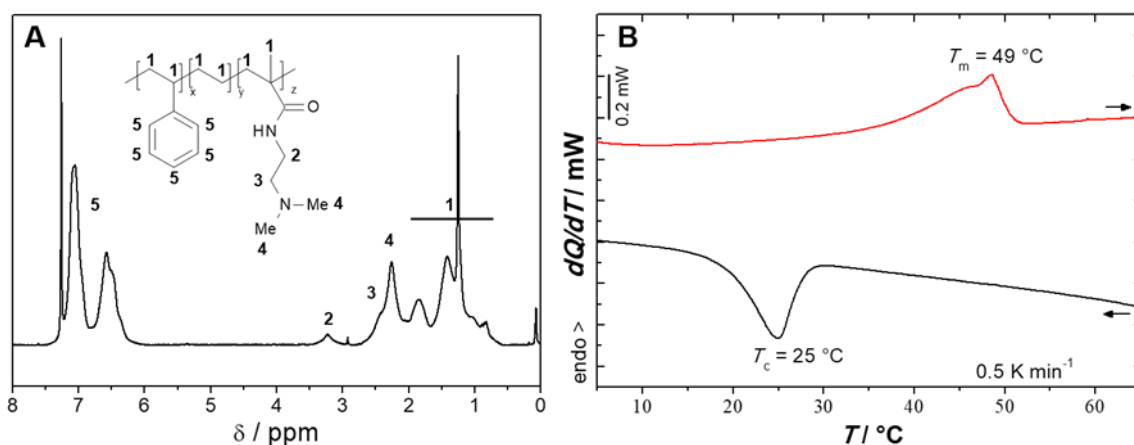 A
1 1 1 1 1
1 1
x y z
O
5 5
HN
5 5
2
5
3
N
Me 4
Me
4
5
1
4
3
2
8 7 6 5 4 3 2 1 0
δ / ppm
B
0.2 mW
Tm = 49 °C
dQ/dT / mW
endo >
Tc = 25 °C
0.5 K min-1
10 20 30 40 50 60
T / °C